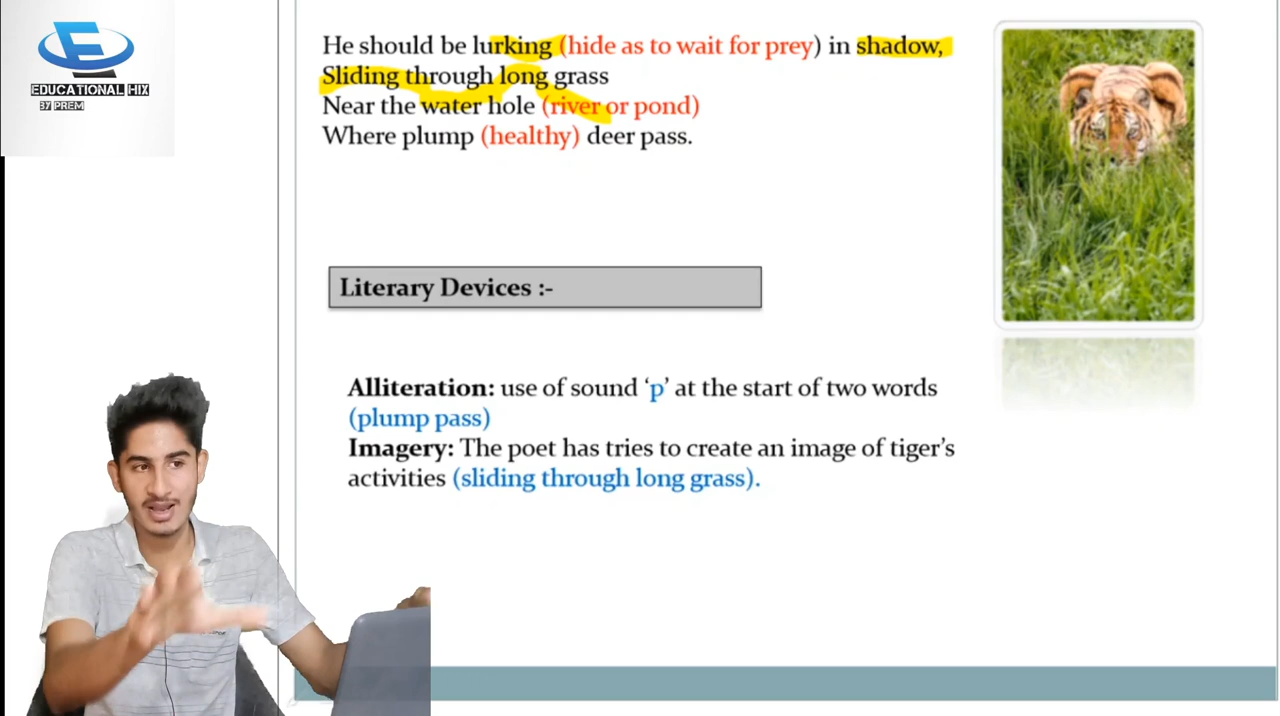 EDUCATIONAL HIX
BY PREM
He should be lurking (hide as to wait for prey) in shadow,
Sliding through long grass
Near the water hole (river or pond)
Where plump (healthy) deer pass.
Literary Devices :-
Alliteration: use of sound ‘p’ at the start of two words
(plump pass)
Imagery: The poet has tries to create an image of tiger’s
activities (sliding through long grass).